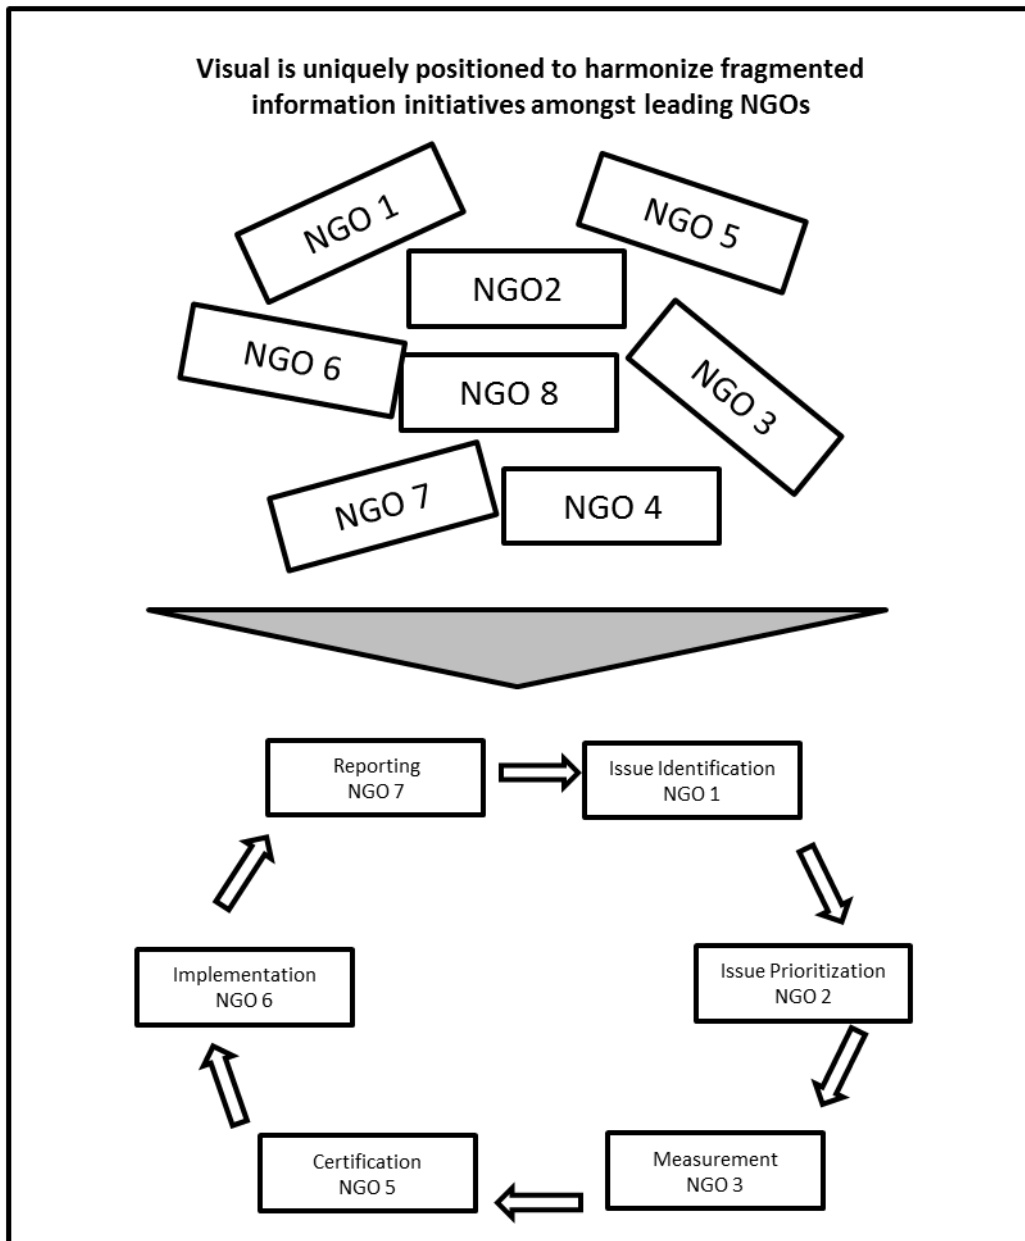 Visual is uniquely positioned to harmonize fragmented
information initiatives amongst leading NGOs
NGO 1
NGO 5
NGO2
NGO 6
NGO 8
NGO 3
NGO 7
NGO 4
Reporting
NGO 7
Issue Identification
NGO 1
Implementation
NGO 6
Issue Prioritization
NGO 2
Certification
NGO 5
Measurement
NGO 3